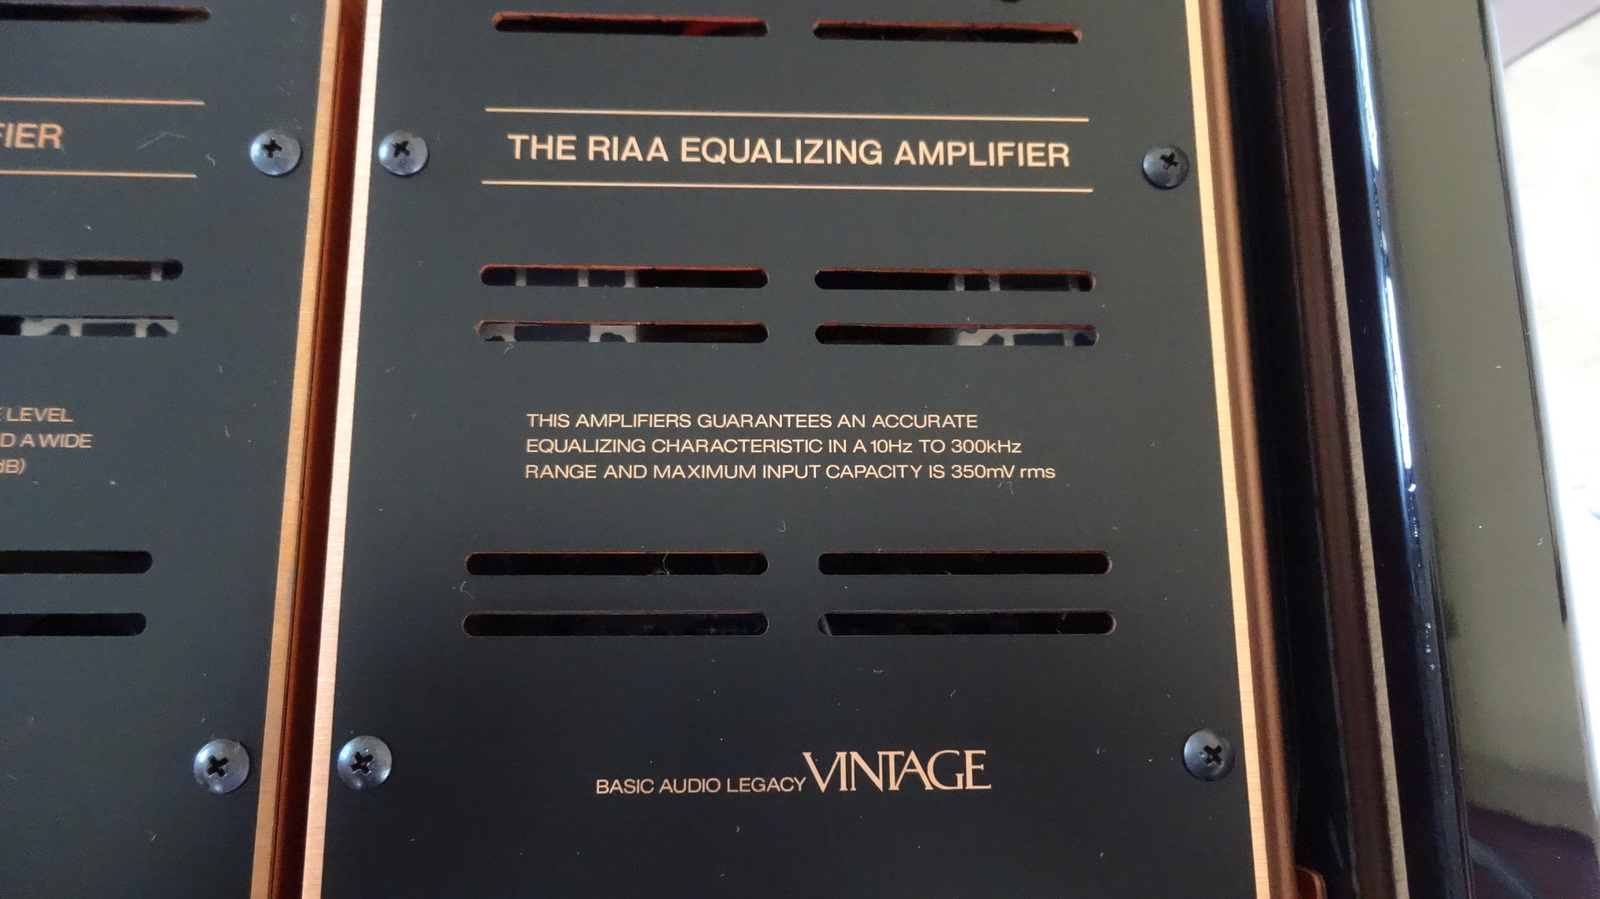 FIER
LEVEL
D A WIDE
dB)
THE RIAA EQUALIZING AMPLIFIER
THIS AMPLIFIERS GUARANTEES AN ACCURATE
EQUALIZING CHARACTERISTIC IN A 10Hz TO 300kHz
RANGE AND MAXIMUM INPUT CAPACITY IS 350mV rms
BASIC AUDIO LEGACY VINTAGE